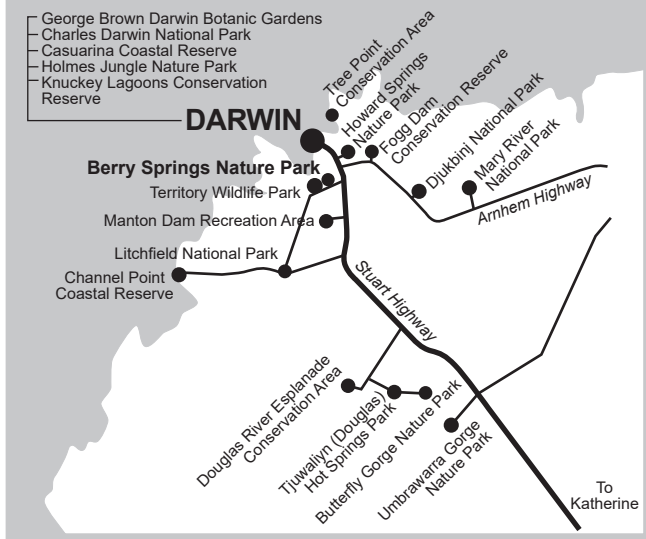 George Brown Darwin Botanic Gardens
Charles Darwin National Park
Casuarina Coastal Reserve
Holmes Jungle Nature Park
Knuckey Lagoons Conservation
Reserve
DARWIN
Tree Point
Conservation Area
Howard Springs
Nature Park
Fogg Dam
Conservation Reserve
Djukbinj National Park
Mary River
National Park
Arnhem Highway
Berry Springs Nature Park
Territory Wildlife Park
Manton Dam Recreation Area
Litchfield National Park
Channel Point
Coastal Reserve
Stuart Highway
Douglas River Esplanade
Conservation Area
Tjuwaliyn (Douglas)
Hot Springs Park
Butterfly Gorge Nature Park
Umbrawarra Gorge
Nature Park
To
Katherine